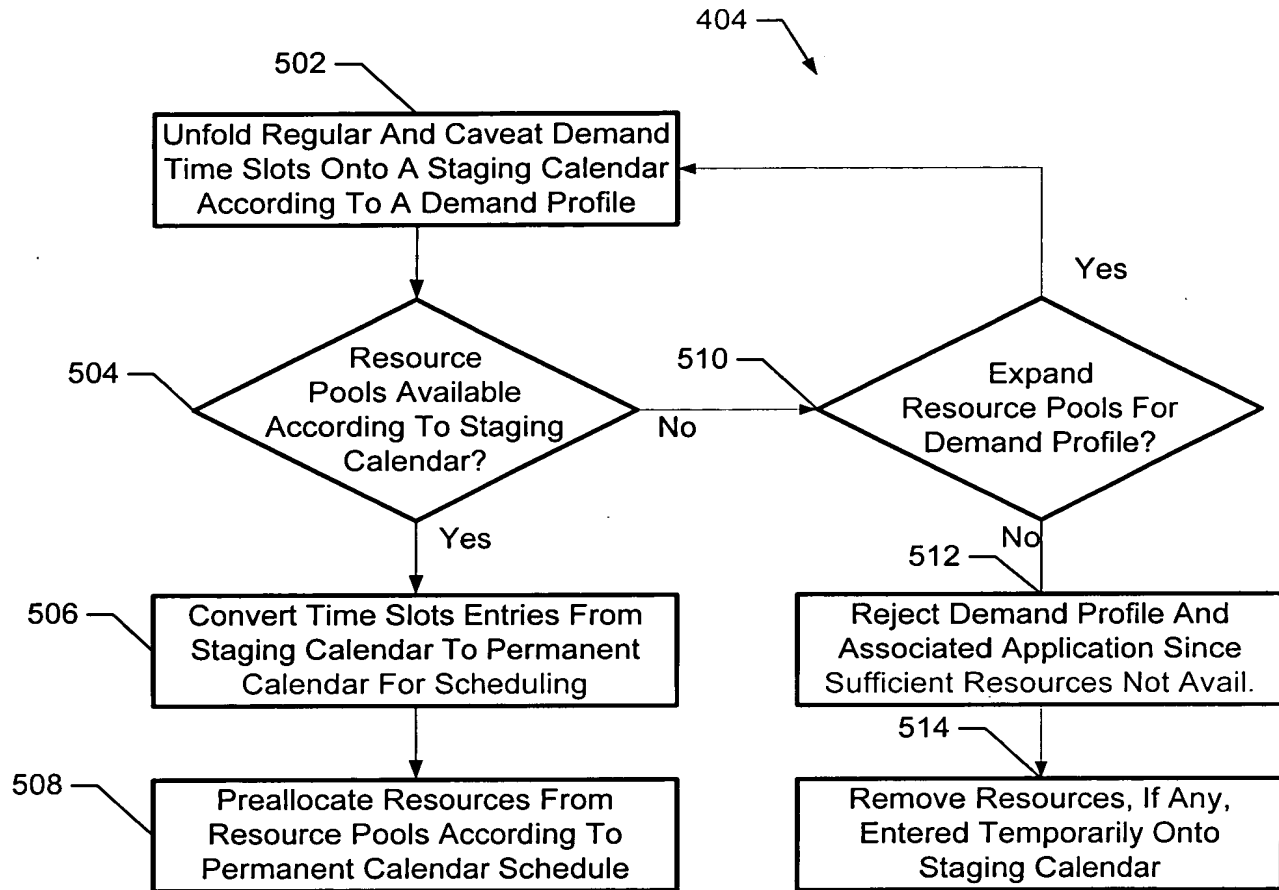 404
502
Unfold Regular And Caveat Demand
Time Slots Onto A Staging Calendar
According To A Demand Profile
Yes
504
Resource
Pools Available
According To Staging
Calendar?
No
510
Expand
Resource Pools For
Demand Profile?
Yes
No
506
Convert Time Slots Entries From
Staging Calendar To Permanent
Calendar For Scheduling
512
Reject Demand Profile And
Associated Application Since
Sufficient Resources Not Avail.
508
Preallocate Resources From
Resource Pools According To
Permanent Calendar Schedule
514
Remove Resources, If Any,
Entered Temporarily Onto
Staging Calendar